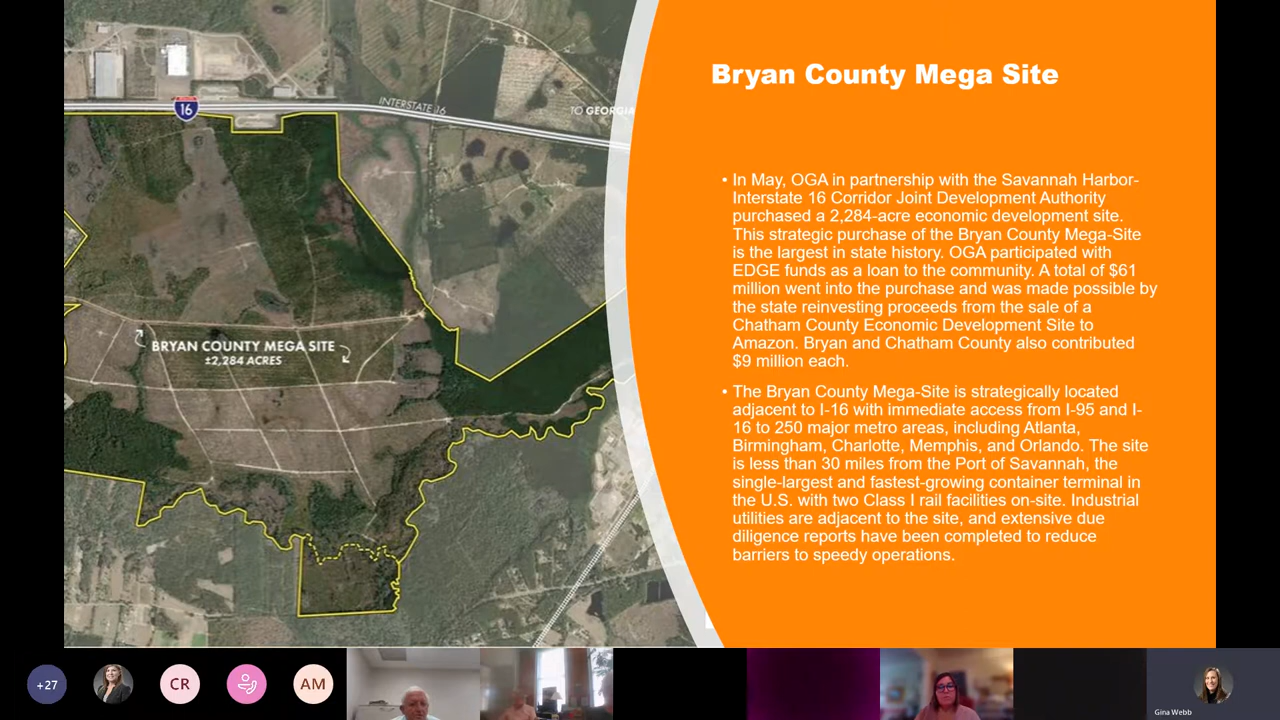 16
INTERSTATE 16
TO GEORGIA
BRYAN COUNTY MEGA SITE
±2,284 ACRES
Bryan County Mega Site
• In May, OGA in partnership with the Savannah Harbor-
Interstate 16 Corridor Joint Development Authority
purchased a 2,284-acre economic development site.
This strategic purchase of the Bryan County Mega-Site
is the largest in state history. OGA participated with
EDGE funds as a loan to the community. A total of $61
million went into the purchase and was made possible by
the state reinvesting proceeds from the sale of a
Chatham County Economic Development Site to
Amazon. Bryan and Chatham County also contributed
$9 million each.
• The Bryan County Mega-Site is strategically located
adjacent to I-16 with immediate access from I-95 and I-
16 to 250 major metro areas, including Atlanta,
Birmingham, Charlotte, Memphis, and Orlando. The site
is less than 30 miles from the Port of Savannah, the
single-largest and fastest-growing container terminal in
the U.S. with two Class I rail facilities on-site. Industrial
utilities are adjacent to the site, and extensive due
diligence reports have been completed to reduce
barriers to speedy operations.
+27
CR
AM
Gina Webb